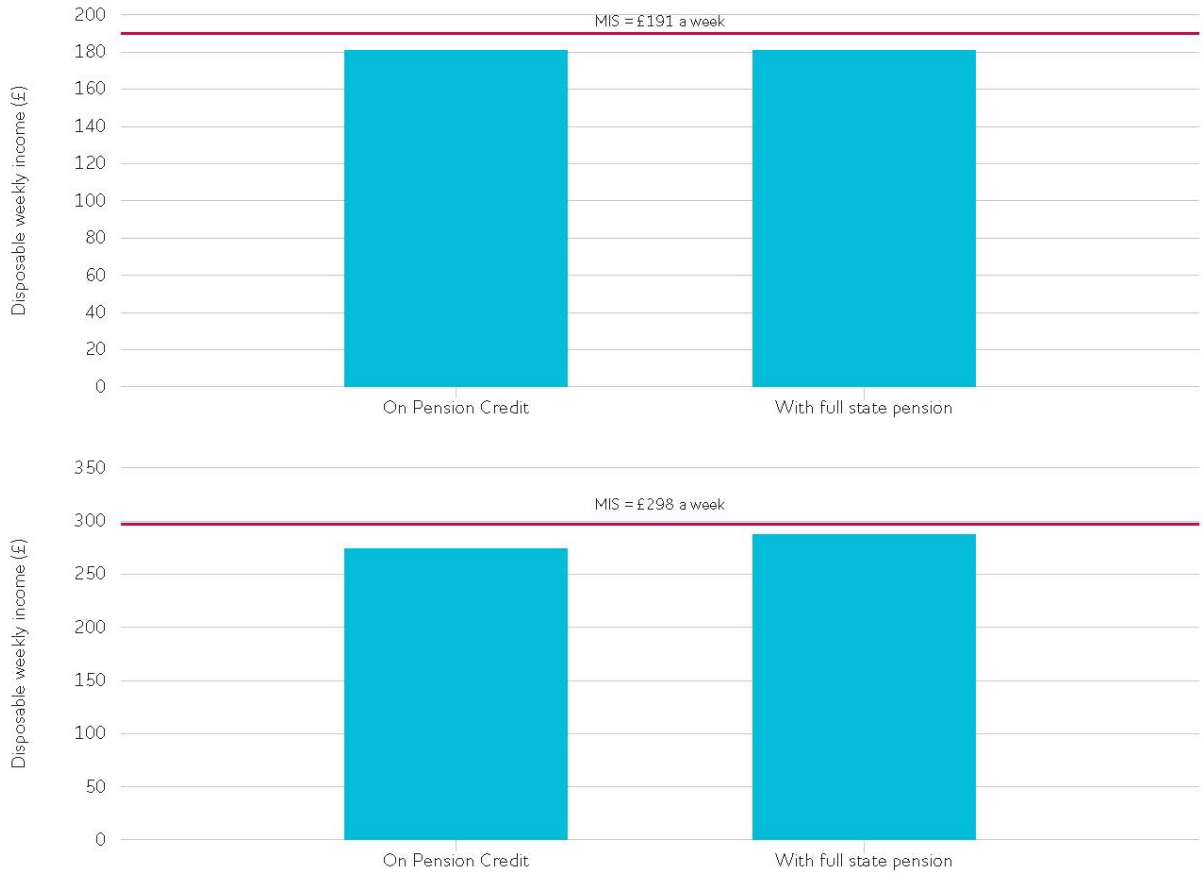 Disposable weekly income (£)
200
180
160
140
120
100
80
60
40
20
0
MIS = £191 a week
On Pension Credit
With full state pension
Disposable weekly income (£)
350
300
250
200
150
100
50
0
MIS = £298 a week
On Pension Credit
With full state pension